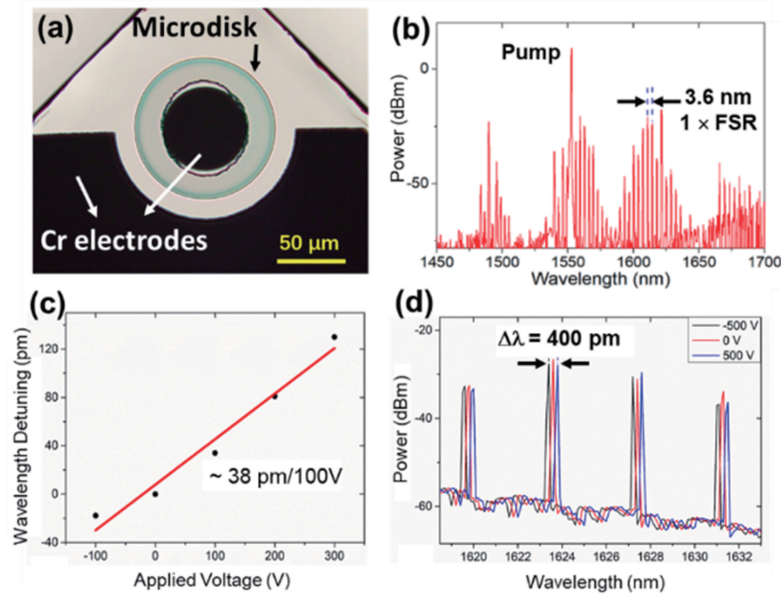 (a)
Microdisk
Cr electrodes
50 µm
(b)
Pump
3.6 nm
1 × FSR
Power (dBm)
0
-50
1450
1500
1550
1600
1650
1700
Wavelength (nm)
(c)
Wavelength Detuning (pm)
120
80
40
0
-40
~ 38 pm/100V
-100
0
100
200
300
Applied Voltage (V)
(d)
Δλ = 400 pm
-500 V
0 V
500 V
Power (dBm)
-20
-40
-60
1620
1622
1624
1626
1628
1630
1632
Wavelength (nm)